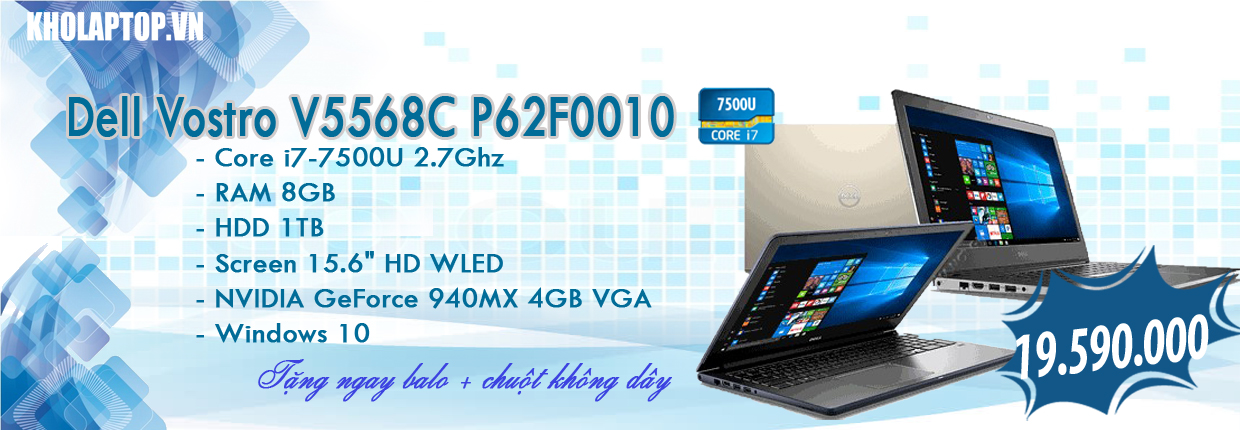 KHOLAPTOP.VN
Dell Vostro V5568C P62F0010
7500U
CORE i7
- Core i7-7500U 2.7Ghz
- RAM 8GB
- HDD 1TB
- Screen 15.6" HD WLED
- NVIDIA GeForce 940MX 4GB VGA
- Windows 10
Tặng ngay balo + chuột không dây
19.590.000